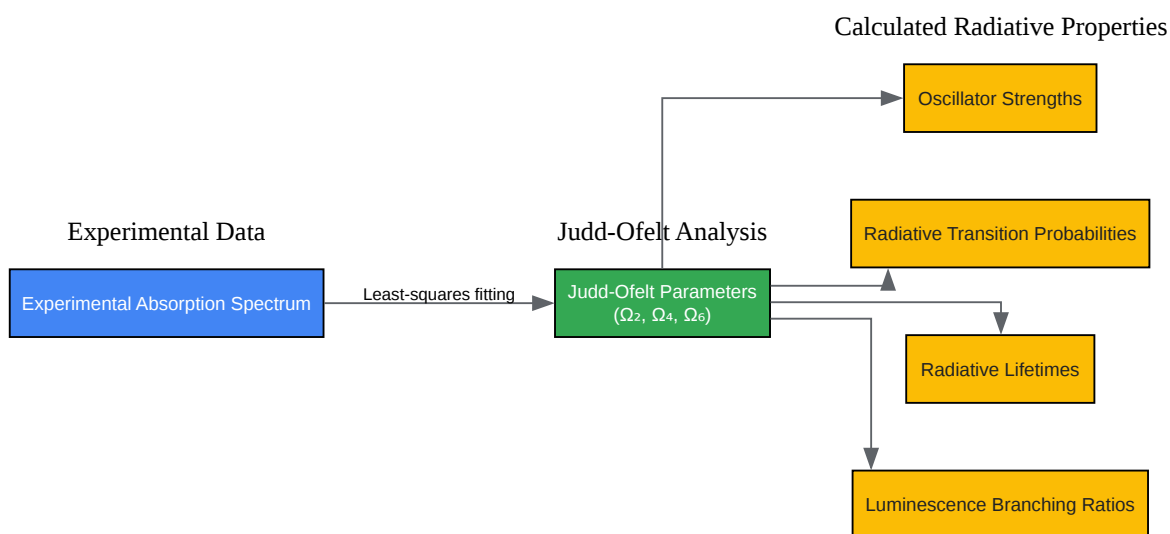 Calculated Radiative Properties
Oscillator Strengths
Experimental Data
Judd-Ofelt Analysis
Radiative Transition Probabilities
Experimental Absorption Spectrum
Least-squares fitting
Judd-Ofelt Parameters
(Ω₂, Ω₄, Ω₆)
Radiative Lifetimes
Luminescence Branching Ratios